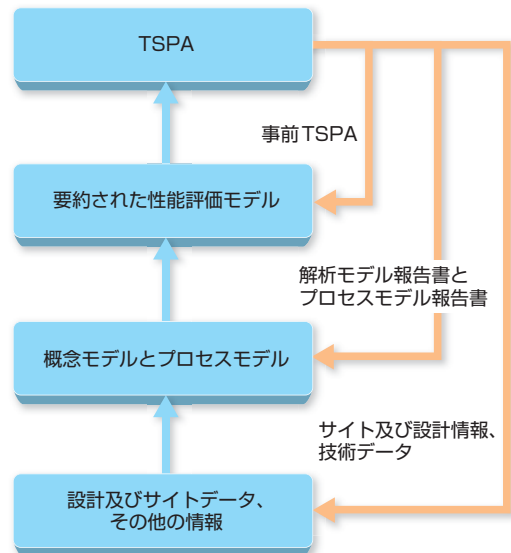 TSPA
事前TSPA
要約された性能評価モデル
解析モデル報告書と
プロセスモデル報告書
概念モデルとプロセスモデル
サイト及び設計情報、
技術データ
設計及びサイトデータ、
その他の情報